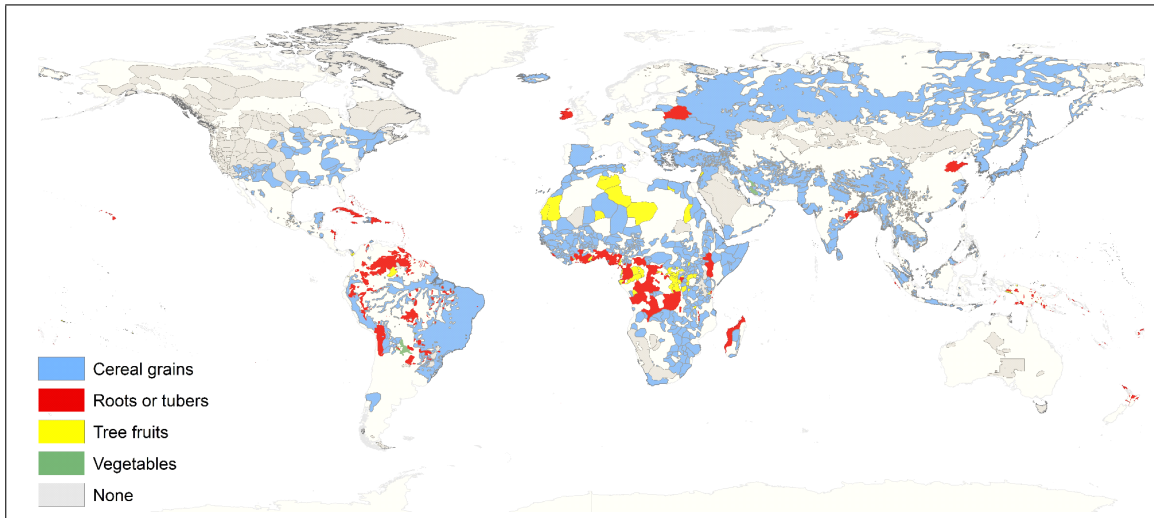 Cereal grains
Roots or tubers
Tree fruits
Vegetables
None